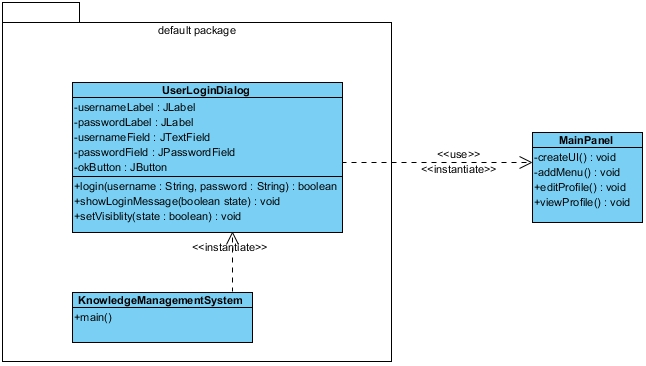 default package
UserLoginDialog
-usernameLabel : JLabel
-passwordLabel : JLabel
-usernameField : JTextField
-passwordField : JPasswordField
-okButton : JButton
+login(username : String, password : String) : boolean
+showLoginMessage(boolean state) : void
+setVisiblity(state : boolean) : void
<<use>>
<<instantiate>>
MainPanel
-createUI() : void
-addMenu() : void
+editProfile() : void
+viewProfile() : void
<<instantiate>>
KnowledgeManagementSystem
+main()